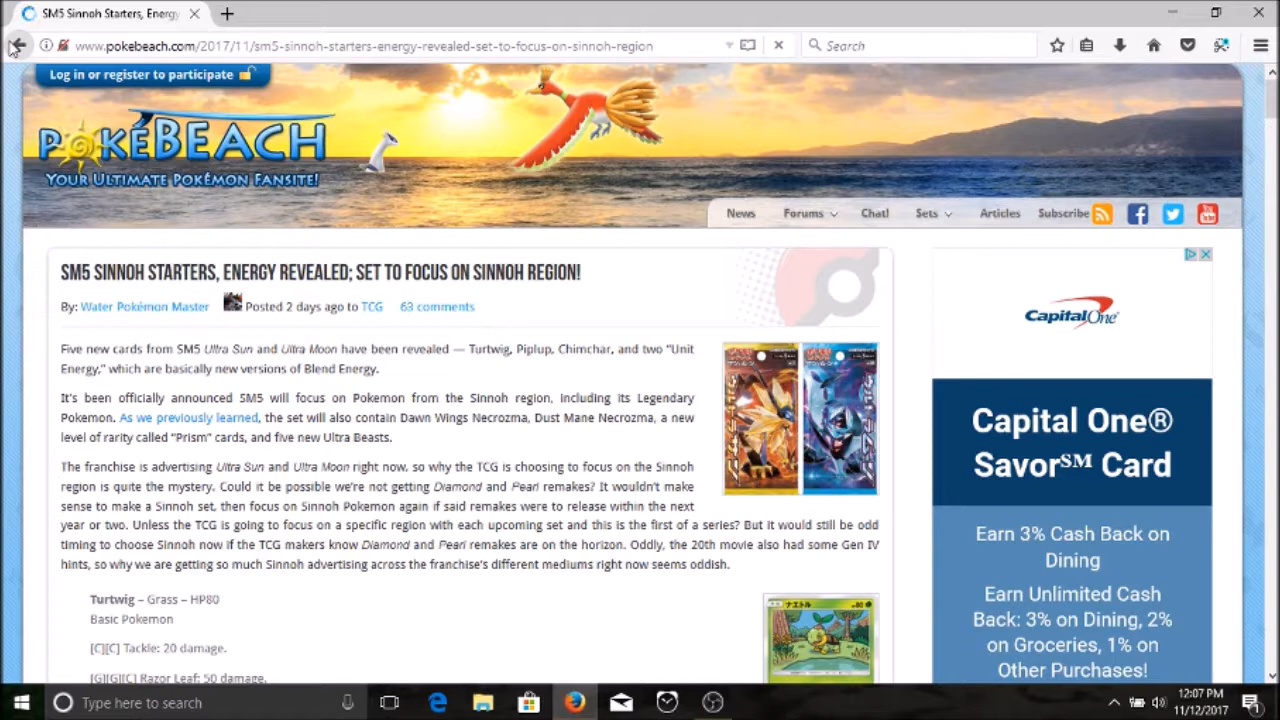 SM5 Sinnoh Starters, Energy
www.pokebeach.com/2017/11/sm5-sinnoh-starters-energy-revealed-set-to-focus-on-sinnoh-region
Search
Log in or register to participate
POKÉBEACH
YOUR ULTIMATE POKÉMON FANSITE!
News Forums Chat! Sets Articles Subscribe
SM5 SINNOH STARTERS, ENERGY REVEALED; SET TO FOCUS ON SINNOH REGION!
By: Water Pokémon Master Posted 2 days ago to TCG 63 comments
Five new cards from SM5 Ultra Sun and Ultra Moon have been revealed — Turtwig, Piplup, Chimchar, and two “Unit
Energy,” which are basically new versions of Blend Energy.
It's been officially announced SM5 will focus on Pokemon from the Sinnoh region, including its Legendary
Pokemon. As we previously learned, the set will also contain Dawn Wings Necrozma, Dust Mane Necrozma, a new
level of rarity called “Prism” cards, and five new Ultra Beasts.
The franchise is advertising Ultra Sun and Ultra Moon right now, so why the TCG is choosing to focus on the Sinnoh
region is quite the mystery. Could it be possible we're not getting Diamond and Pearl remakes? It wouldn't make
sense to make a Sinnoh set, then focus on Sinnoh Pokemon again if said remakes were to release within the next
year or two. Unless the TCG is going to focus on a specific region with each upcoming set and this is the first of a series? But it would still be odd
timing to choose Sinnoh now if the TCG makers know Diamond and Pearl remakes are on the horizon. Oddly, the 20th movie also had some Gen IV
hints, so why we are getting so much Sinnoh advertising across the franchise's different mediums right now seems oddish.
Turtwig – Grass – HP80
Basic Pokemon
[C][C] Tackle: 20 damage.
[G][G][C] Razor Leaf: 50 damage.
ナエトル
80
Capital One
Capital One®
Savor℠ Card
Earn 3% Cash Back on
Dining
Earn Unlimited Cash
Back: 3% on Dining, 2%
on Groceries, 1% on
Other Purchases!
Type here to search
12:07 PM
11/12/2017